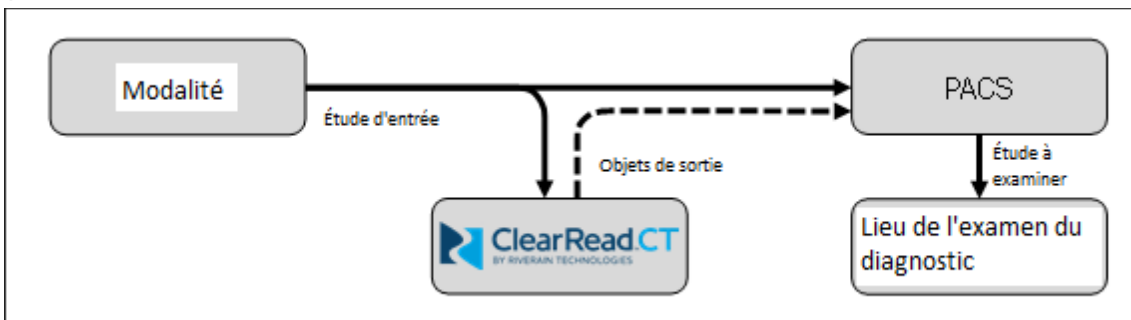 Modalité
Étude d'entrée
PACS
Objets de sortie
Étude à
examiner
ClearRead.CT
BY RIVERAIN TECHNOLOGIES
Lieu de l'examen du
diagnostic